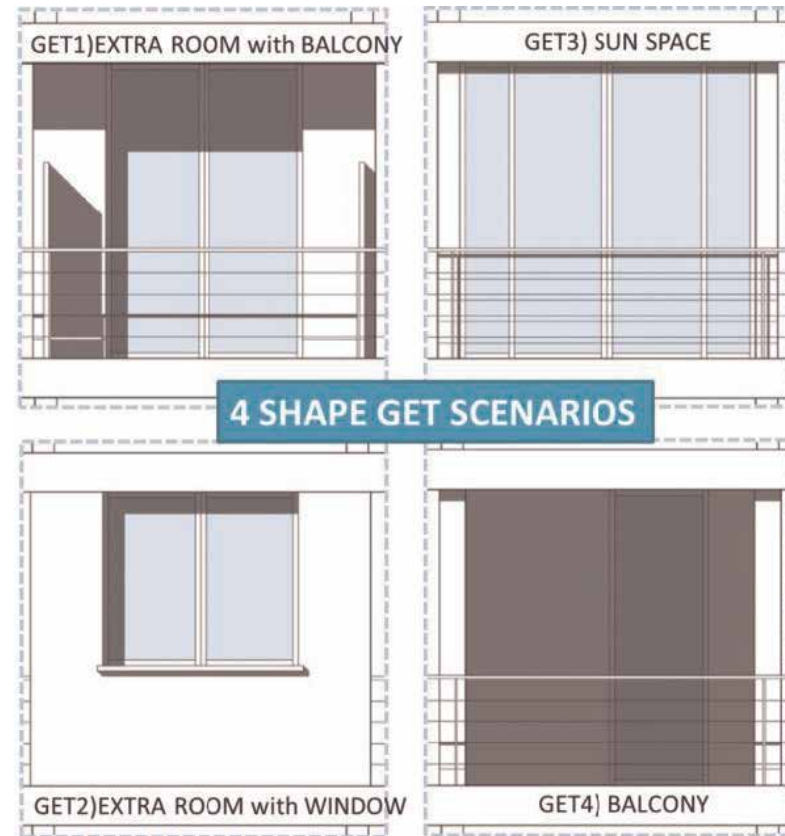 GET1)EXTRA ROOM with BALCONY
GET3) SUN SPACE
4 SHAPE GET SCENARIOS
GET2)EXTRA ROOM with WINDOW
GET4) BALCONY